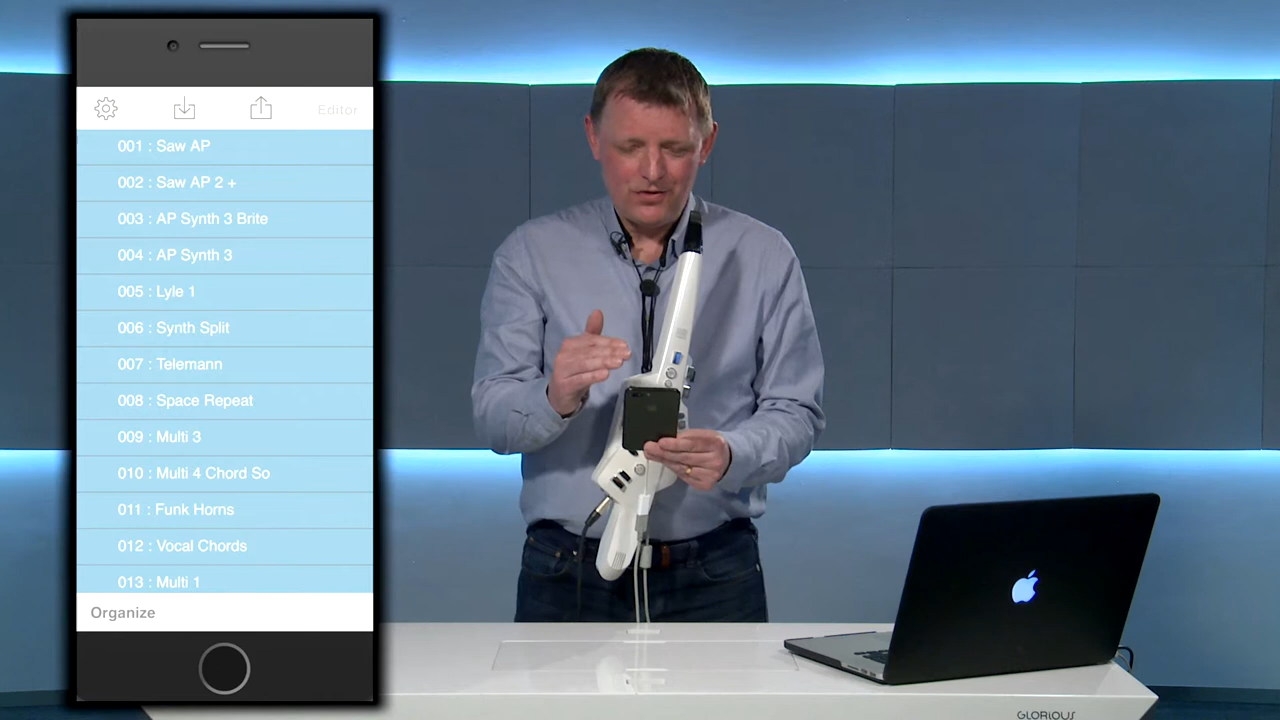 Editor
001 : Saw AP
002 : Saw AP 2 +
003 : AP Synth 3 Brite
004 : AP Synth 3
005 : Lyle 1
006 : Synth Split
007 : Telemann
008 : Space Repeat
009 : Multi 3
010 : Multi 4 Chord So
011 : Funk Horns
012 : Vocal Chords
013 : Multi 1
Organize
GLORIOUS